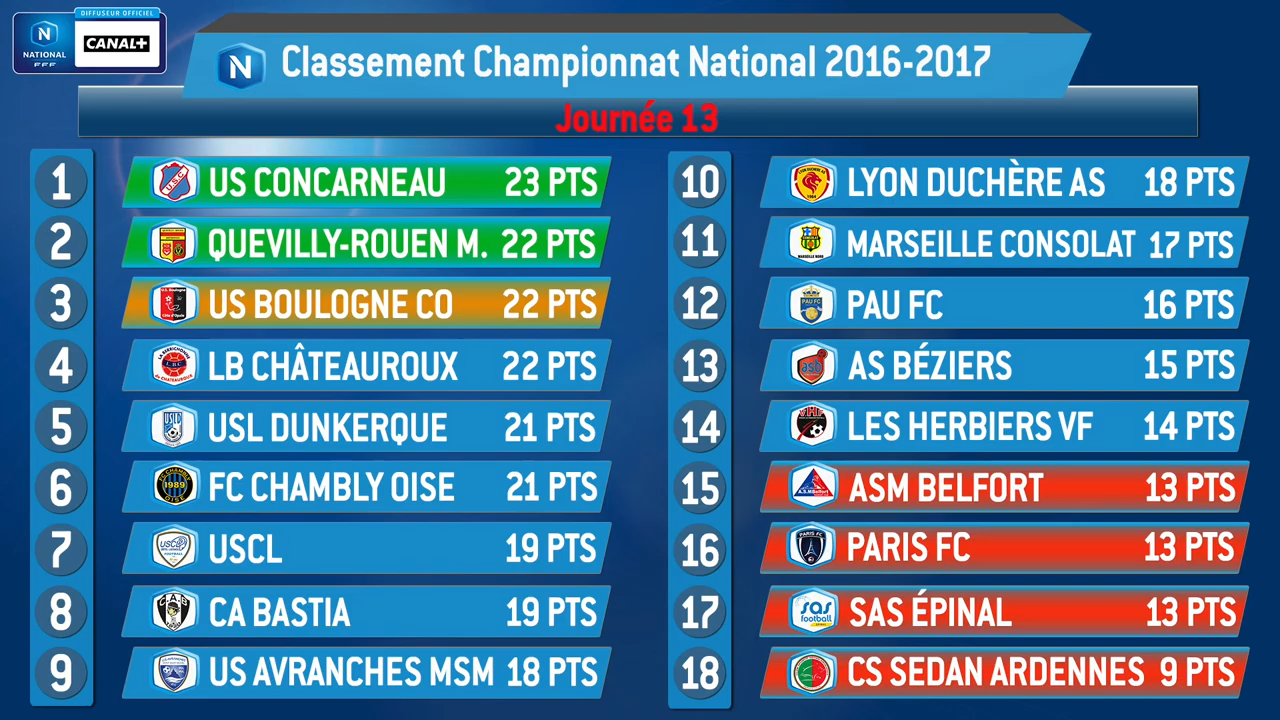 DIFFUSEUR OFFICIEL
N
NATIONAL
FFF
CANAL+
N Classement Championnat National 2016-2017
Journée 13
1 US CONCARNEAU 23 PTS
2 QUEVILLY-ROUEN M. 22 PTS
3 US BOULOGNE CO 22 PTS
4 LB CHÂTEAUROUX 22 PTS
5 USL DUNKERQUE 21 PTS
6 FC CHAMBLY OISE 21 PTS
7 USCL 19 PTS
8 CA BASTIA 19 PTS
9 US AVRANCHES MSM 18 PTS
10 LYON DUCHÈRE AS 18 PTS
11 MARSEILLE CONSOLAT 17 PTS
12 PAU FC 16 PTS
13 AS BÉZIERS 15 PTS
14 LES HERBIERS VF 14 PTS
15 ASM BELFORT 13 PTS
16 PARIS FC 13 PTS
17 SAS ÉPINAL 13 PTS
18 CS SEDAN ARDENNES 9 PTS